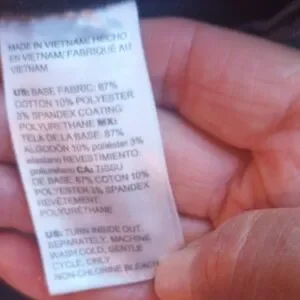 MADE IN VIETNAM/ HECHO
EN VIETNAM/ FABRIQUÉ AU
VIETNAM
US: BASE FABRIC: 87%
COTTON 10% POLYESTER
3% SPANDEX COATING:
POLYURETHANE MX:
TELA DE LA BASE: 87%
ALGODÓN 10% poliéster 3%
elastano REVESTIMIENTO:
poliuretano CA: TISSU
DE BASE: 87% COTON 10%
POLYESTER 3% SPANDEX
REVÊTEMENT:
POLYURÉTHANE
US: TURN INSIDE OUT,
SEPARATELY, MACHINE
WASH COLD, GENTLE
CYCLE, ONLY
NON-CHLORINE BLEACH